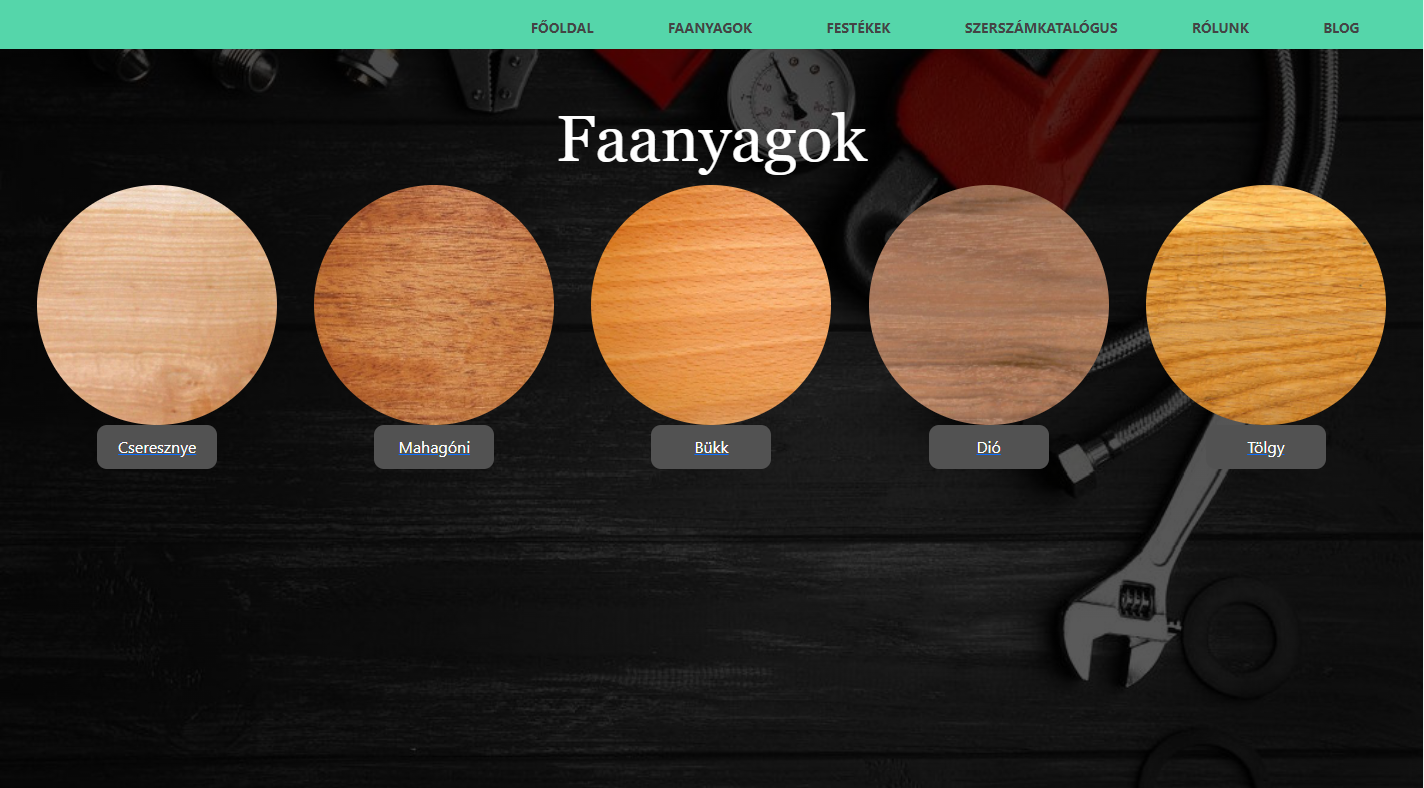 FŐOLDAL FAANYAGOK FESTÉKEK SZERSZÁMKATALÓGUS RÓLUNK BLOG
Faanyagok
Cseresznye Mahagóni Bükk Dió Tölgy